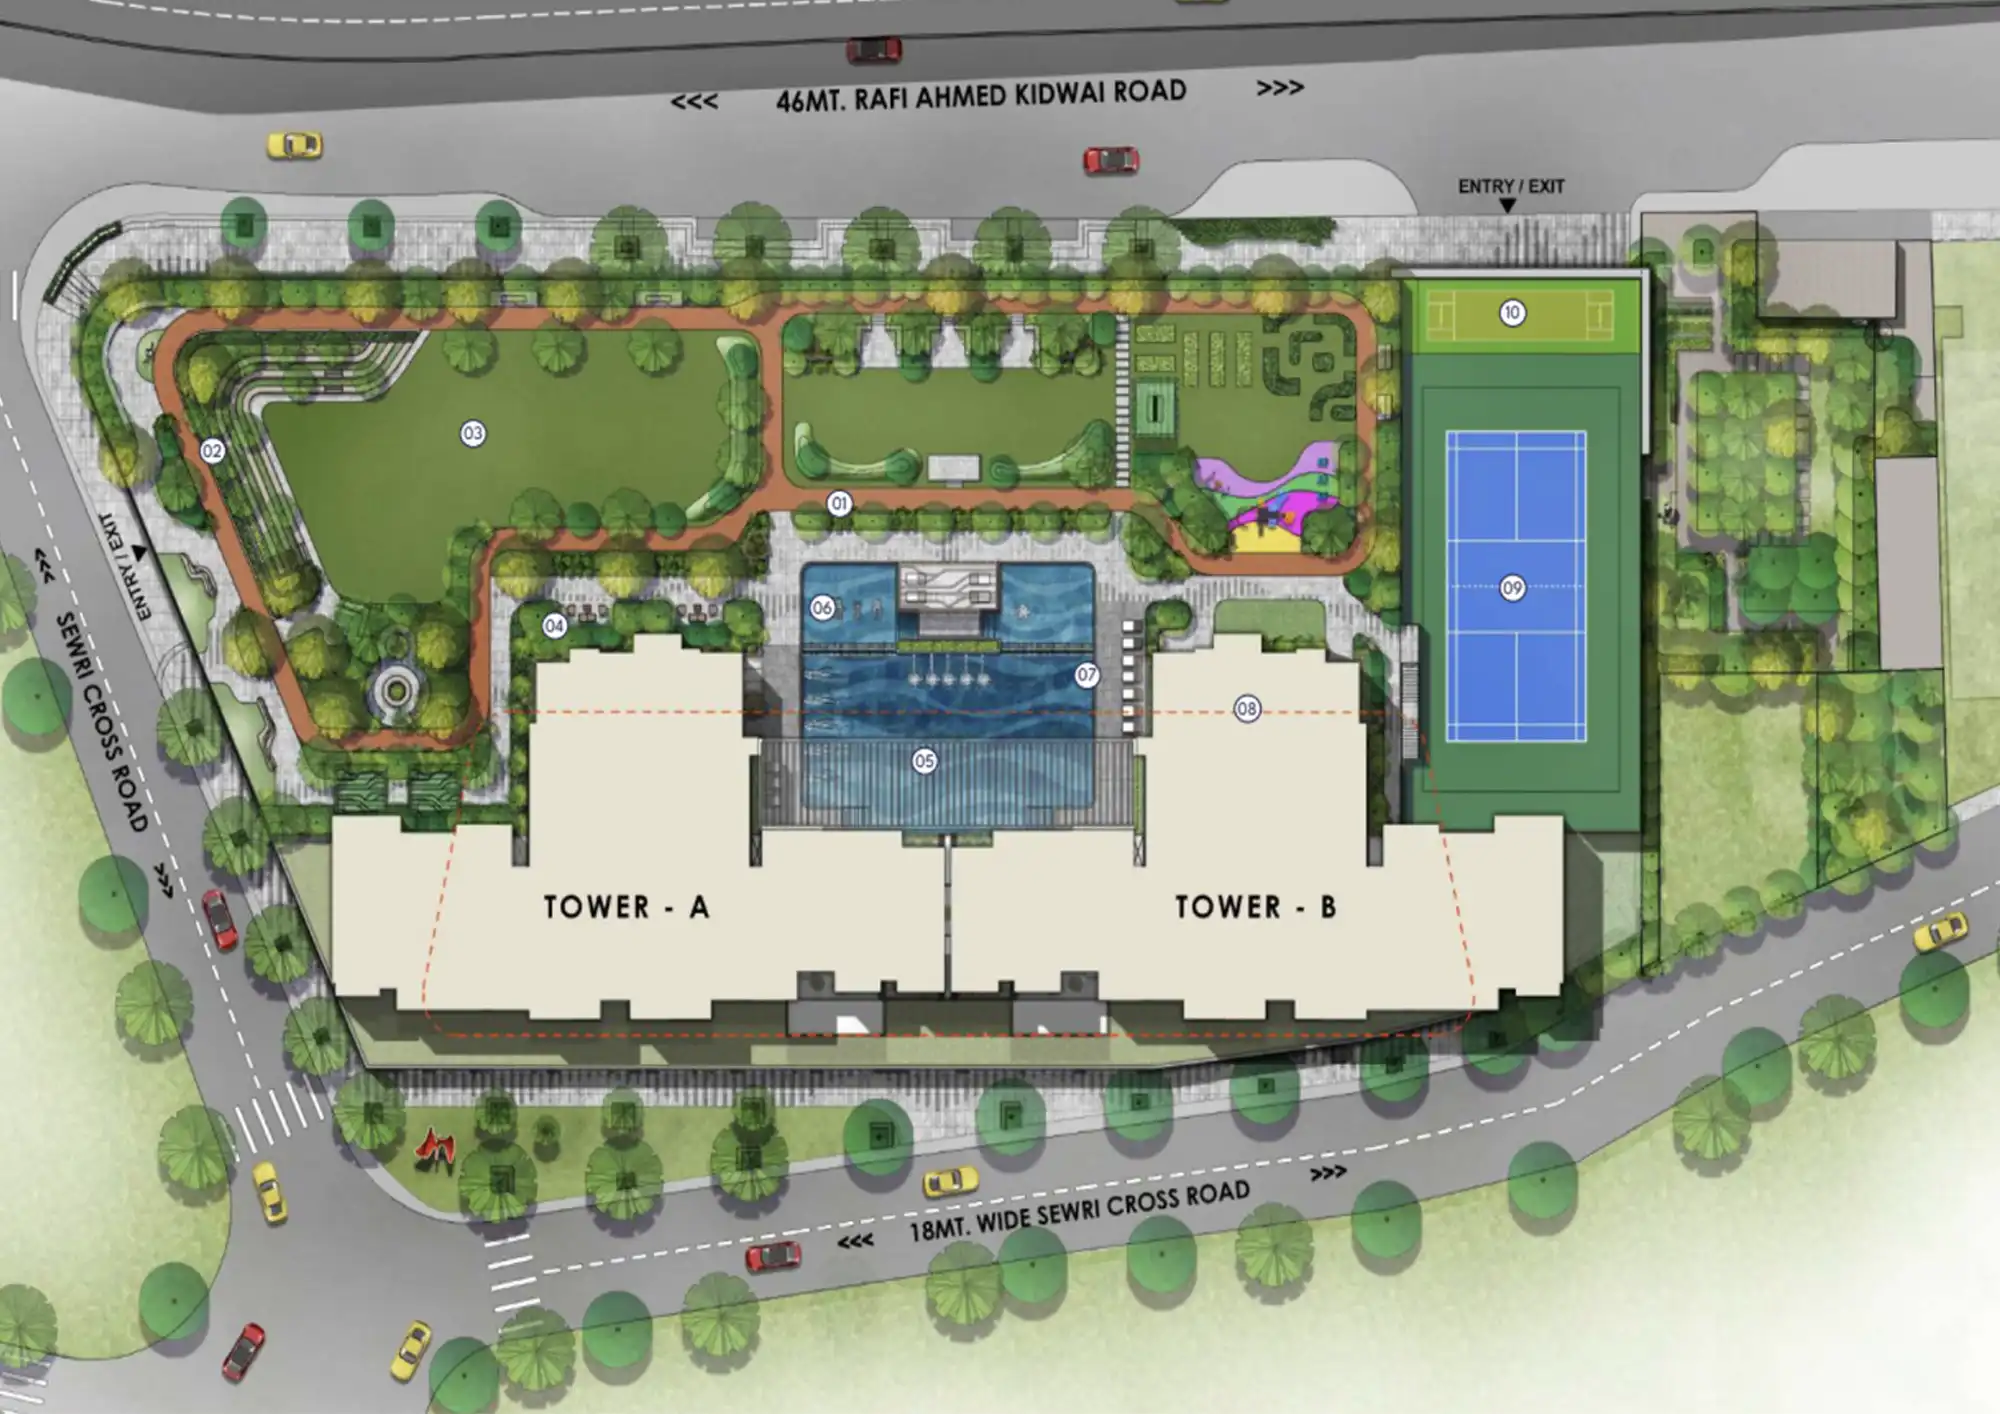 <<< 46MT. RAFI AHMED KIDWAI ROAD >>>
ENTRY / EXIT
10
03
02
01
ENTRY / EXIT
09
06
04
07
08
05
<<< SEWRI CROSS ROAD >>>
TOWER - A
TOWER - B
<<< 18MT. WIDE SEWRI CROSS ROAD >>>